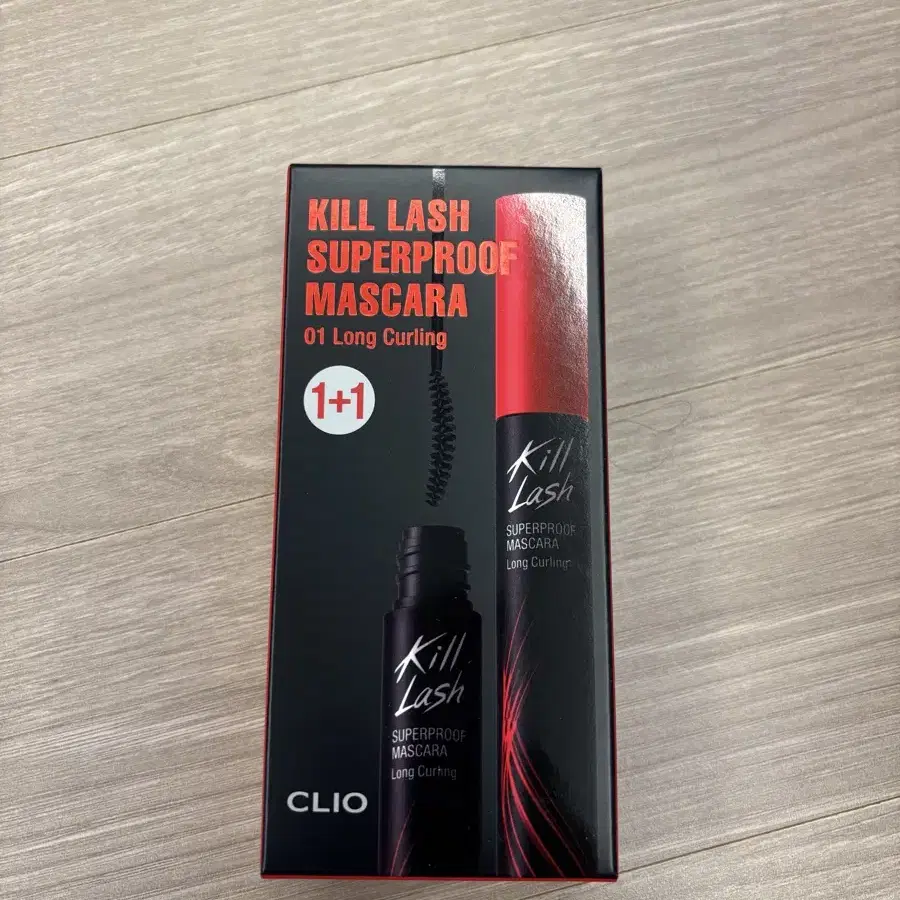 KILL LASH
SUPERPROOF
MASCARA
01 Long Curling
1+1
Kill
Lash
SUPERPROOF
MASCARA
Long Curling
Kill
Lash
SUPERPROOF
MASCARA
Long Curling
CLIO